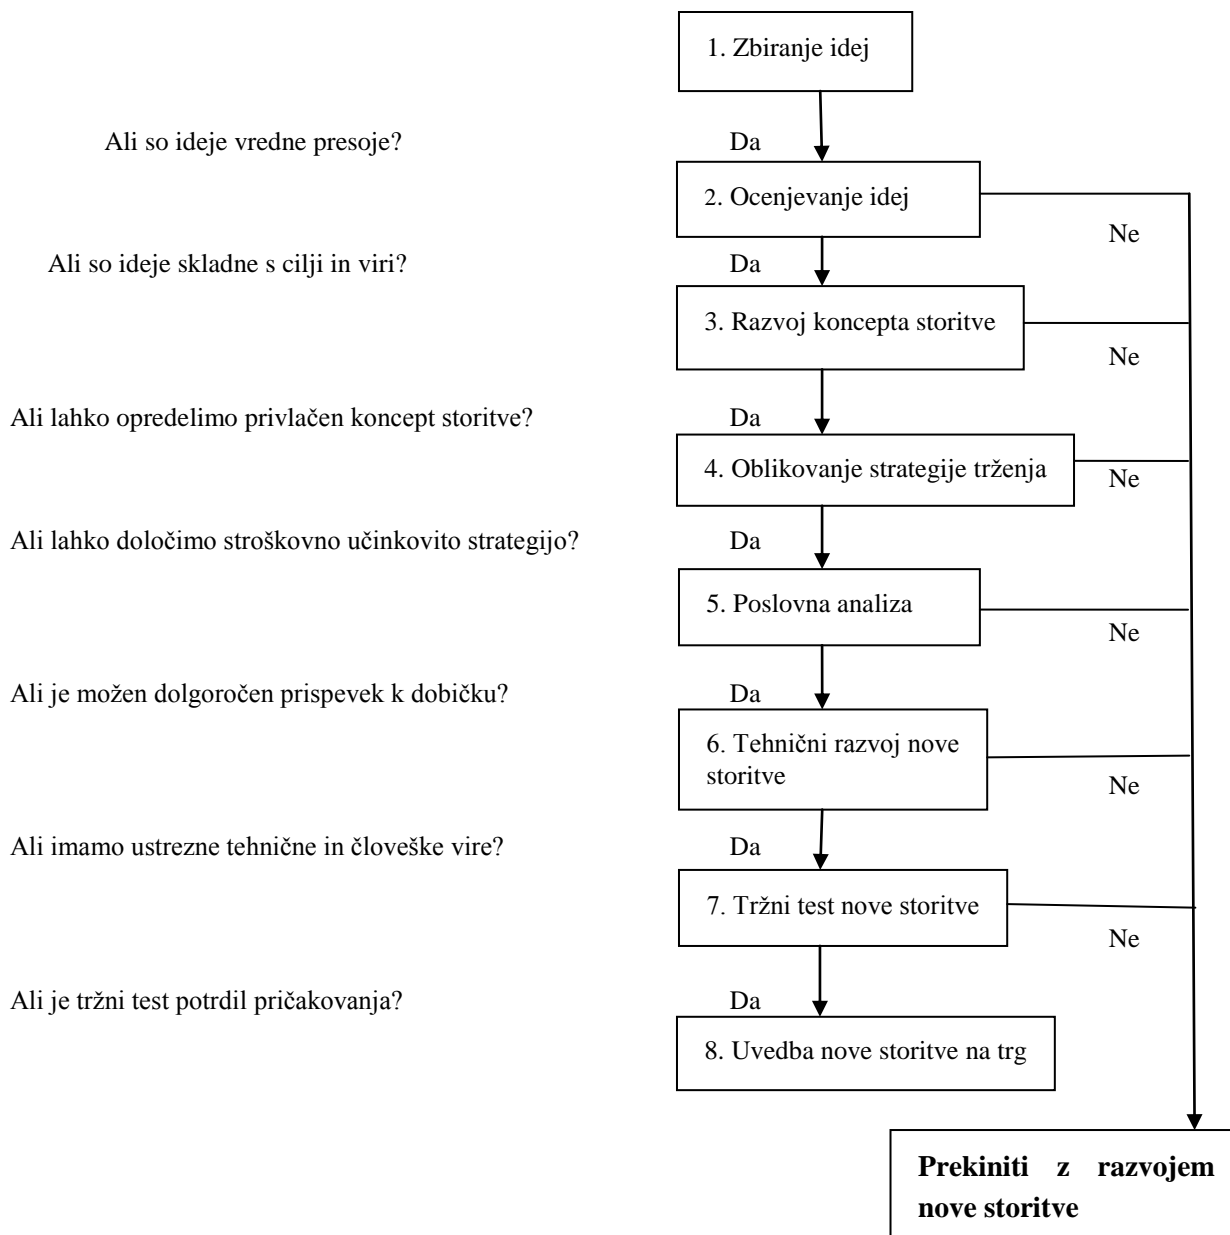 1. Zbiranje idej
Ali so ideje vredne presoje?
Da
2. Ocenjevanje idej
Ne
Ali so ideje skladne s cilji in viri?
Da
3. Razvoj koncepta storitve
Ne
Ali lahko opredelimo privlačen koncept storitve?
Da
4. Oblikovanje strategije trženja
Ne
Ali lahko določimo stroškovno učinkovito strategijo?
Da
5. Poslovna analiza
Ne
Ali je možen dolgoročen prispevek k dobičku?
Da
6. Tehnični razvoj nove
storitve
Ne
Ali imamo ustrezne tehnične in človeške vire?
Da
7. Tržni test nove storitve
Ne
Ali je tržni test potrdil pričakovanja?
Da
8. Uvedba nove storitve na trg
Prekiniti z razvojem
nove storitve